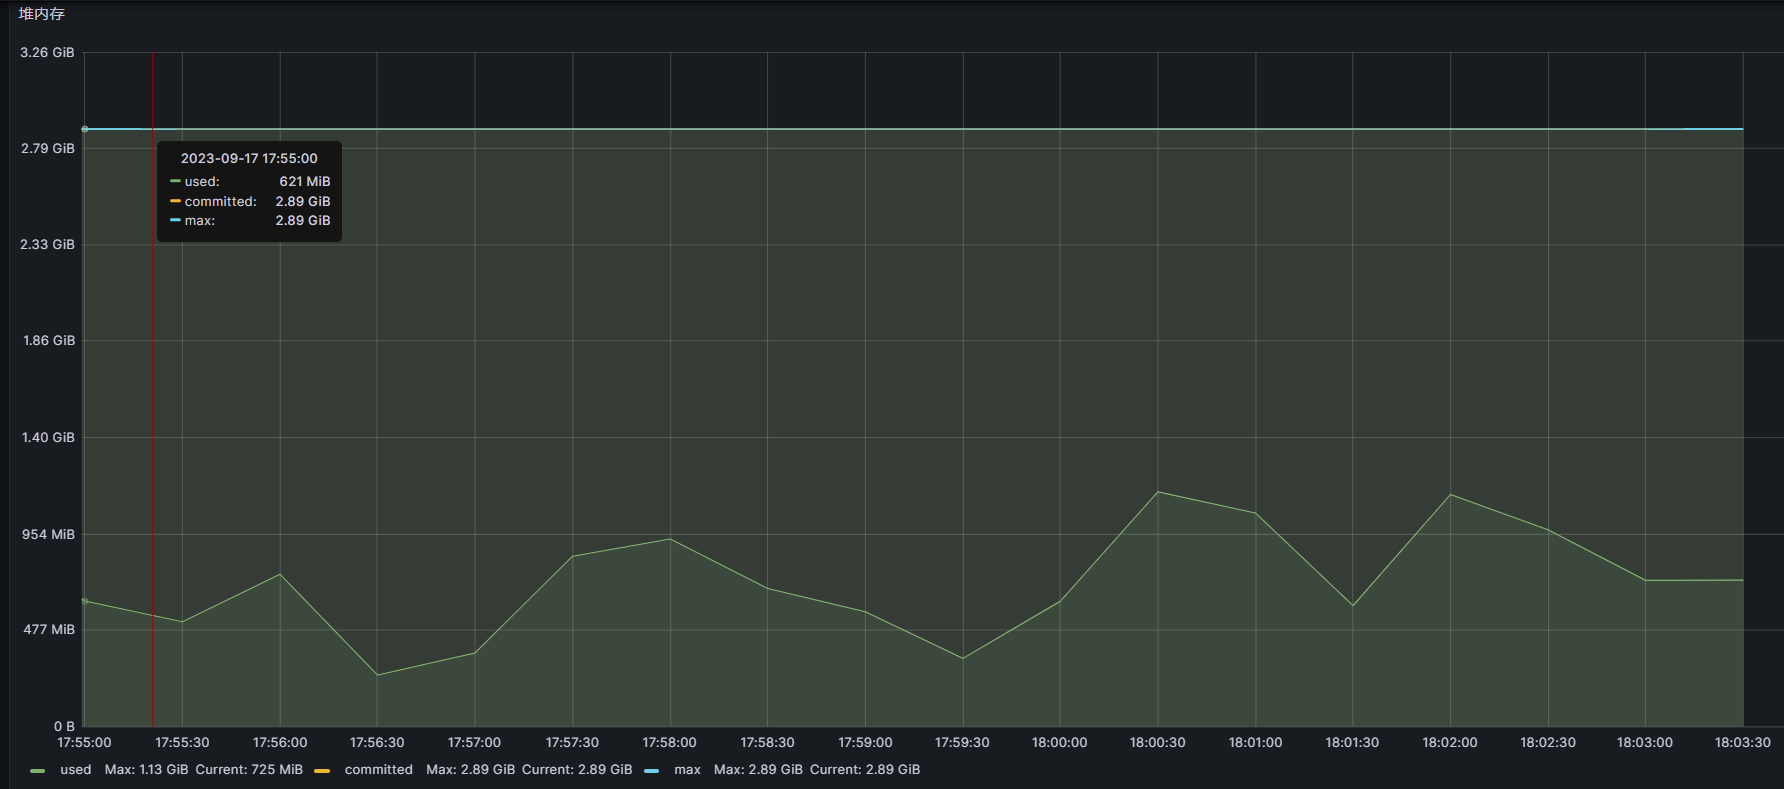 堆内存
3.26 GiB
2.79 GiB
2.33 GiB
1.86 GiB
1.40 GiB
954 MiB
477 MiB
0 B
2023-09-17 17:55:00
used: 621 MiB
committed: 2.89 GiB
max: 2.89 GiB
17:55:00 17:55:30 17:56:00 17:56:30 17:57:00 17:57:30 17:58:00 17:58:30 17:59:00 17:59:30 18:00:00 18:00:30 18:01:00 18:01:30 18:02:00 18:02:30 18:03:00 18:03:30
used Max: 1.13 GiB Current: 725 MiB committed Max: 2.89 GiB Current: 2.89 GiB max Max: 2.89 GiB Current: 2.89 GiB